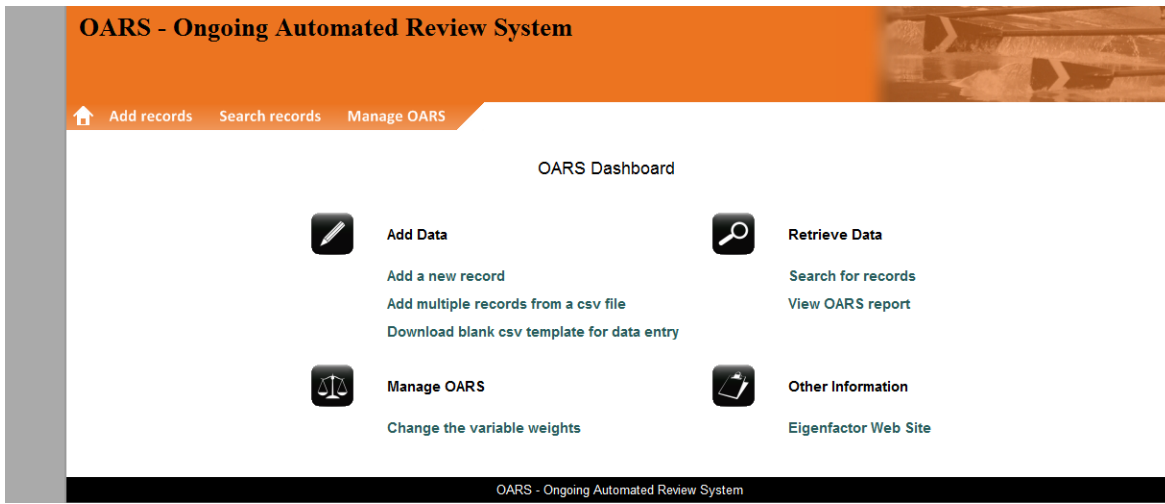 OARS - Ongoing Automated Review System
Add records Search records Manage OARS
OARS Dashboard
Add Data
Add a new record
Add multiple records from a csv file
Download blank csv template for data entry
Retrieve Data
Search for records
View OARS report
Manage OARS
Change the variable weights
Other Information
Eigenfactor Web Site
OARS - Ongoing Automated Review System